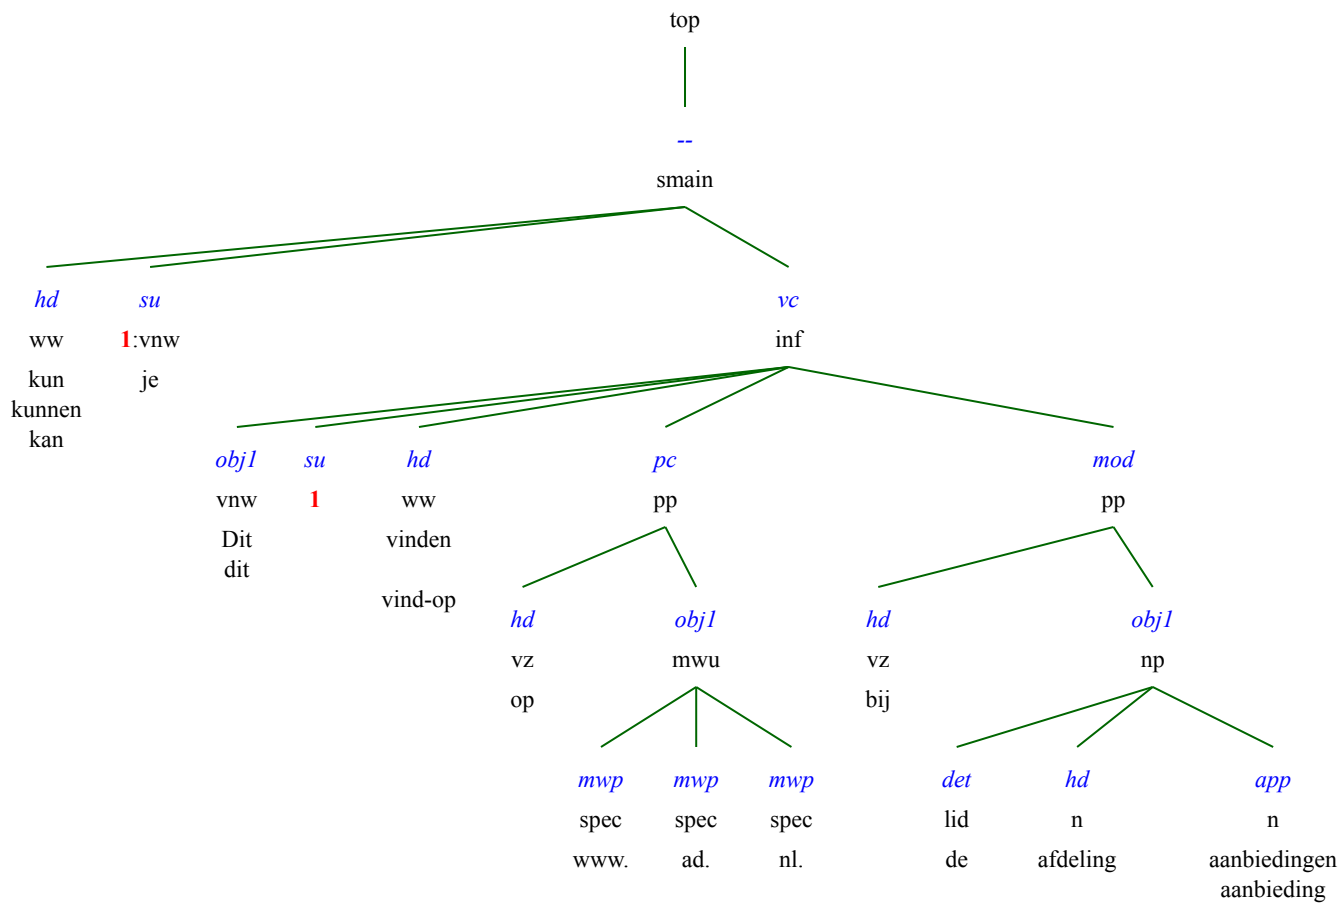 top
--
smain
hd su vc
ww 1:vnw inf
kun je
kunnen
kan
obj1 su hd pc mod
vnw 1 ww pp pp
Dit vinden
dit
vind-op
hd obj1 hd obj1
vz mwu vz np
op bij
mwp mwp mwp det hd app
spec spec spec lid n n
www. ad. nl. de afdeling aanbiedingen
aanbieding